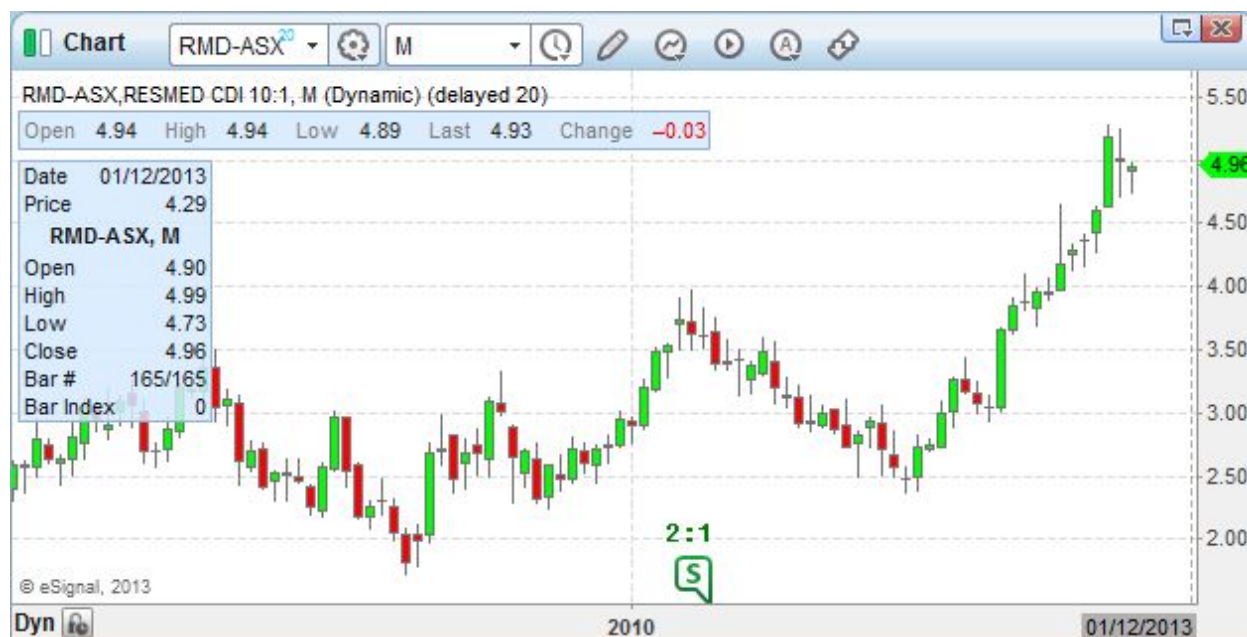 Chart
RMD-ASX 20
M
RMD-ASX,RESMED CDI 10:1, M (Dynamic) (delayed 20)
Open 4.94 High 4.94 Low 4.89 Last 4.93 Change –0.03
Date 01/12/2013
Price 4.29
RMD-ASX, M
Open 4.90
High 4.99
Low 4.73
Close 4.96
Bar # 165/165
Bar Index 0
5.50
4.96
4.50
4.00
3.50
3.00
2.50
2.00
2:1
S
© eSignal, 2013
Dyn
2010
01/12/2013